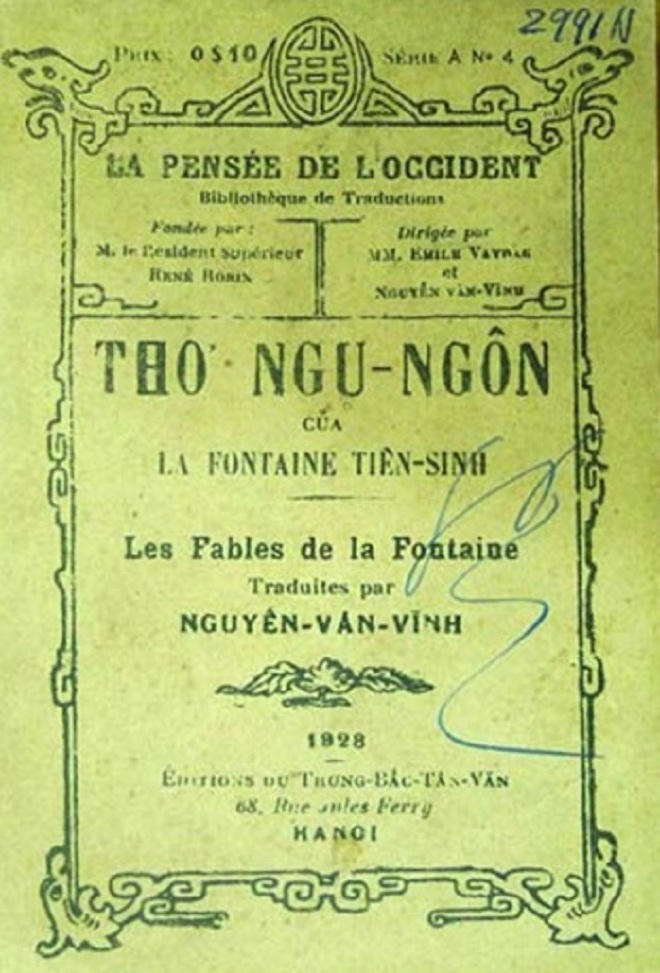 2991N
PRIX: 0$10
SÉRIE A Nº 4
LA PENSÉE DE L'OCCIDENT
Bibliothèque de Traductions
Fondée par :
M. le Résident Supérieur
RENÉ ROBIN
Dirigée par
MM. EMILE VAYRAC
et
NGUYỄN VĂN-VĨNH
THƠ NGU-NGÔN
CỦA
LA FONTAINE TIÊN-SINH
Les Fables de la Fontaine
Traduites par
NGUYỄN-VĂN-VĨNH
1928
ÉDITIONS DU TRUNG-BẮC-TÂN-VĂN
68, Rue Jules Ferry
HANOI